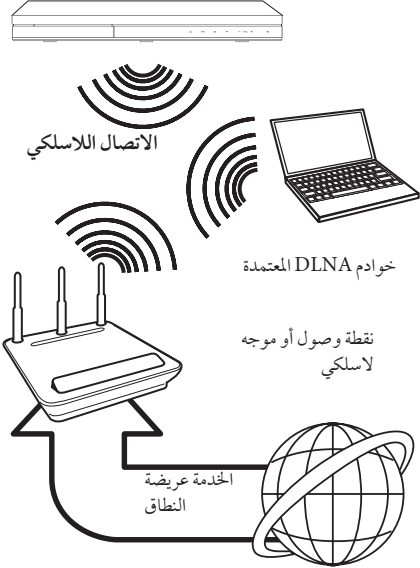 الاتصال اللاسلكي
خوادم DLNA المعتمدة
نقطة وصول أو موجه
لاسلكي
الخدمة عريضة
النطاق